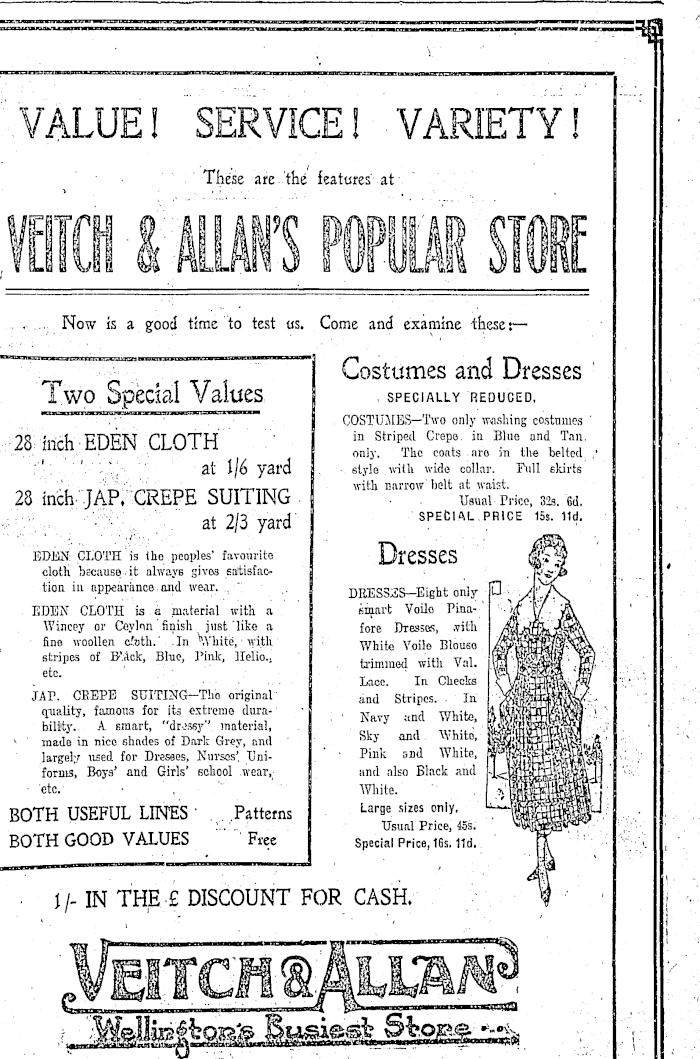 VALUE! SERVICE! VARIETY!
These are the features at
VEITCH & ALLAN'S POPULAR STORE
Now is a good time to test us. Come and examine these:—
Two Special Values
28 inch EDEN CLOTH
at 1/6 yard
28 inch JAP. CREPE SUITING
at 2/3 yard
EDEN CLOTH is the peoples' favourite
cloth because it always gives satisfac-
tion in appearance and wear.
EDEN CLOTH is a material with a
Wincey or Ceylon finish just like a
fine woollen cloth. In White, with
stripes of Black, Blue, Pink, Helio.,
etc.
JAP. CREPE SUITING—The original
quality, famous for its extreme dura-
bility. A smart, "dressy" material,
made in nice shades of Dark Grey, and
largely used for Dresses, Nurses' Uni-
forms, Boys' and Girls' school wear,
etc.
BOTH USEFUL LINES Patterns
BOTH GOOD VALUES Free
Costumes and Dresses
SPECIALLY REDUCED.
COSTUMES—Two only washing costumes
in Striped Crepe in Blue and Tan
only. The coats are in the belted
style with wide collar. Full skirts
with narrow belt at waist.
Usual Price, 32s. 6d.
SPECIAL PRICE 15s. 11d.
Dresses
DRESSES—Eight only
smart Voile Pina-
fore Dresses, with
White Voile Blouse
trimmed with Val.
Lace. In Checks
and Stripes. In
Navy and White,
Sky and White,
Pink and White,
and also Black and
White.
Large sizes only.
Usual Price, 45s.
Special Price, 16s. 11d.
1/- IN THE £ DISCOUNT FOR CASH.
VEITCH & ALLAN
Wellington's Busiest Store